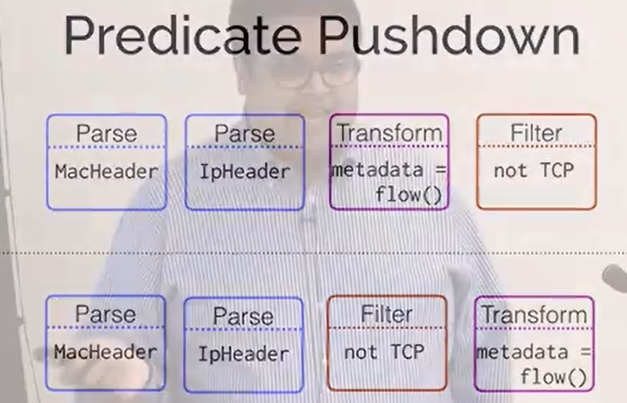 Predicate Pushdown
Parse
MacHeader
Parse
IpHeader
Transform
metadata =
flow()
Filter
not TCP
Parse
MacHeader
Parse
IpHeader
Filter
not TCP
Transform
metadata =
flow()